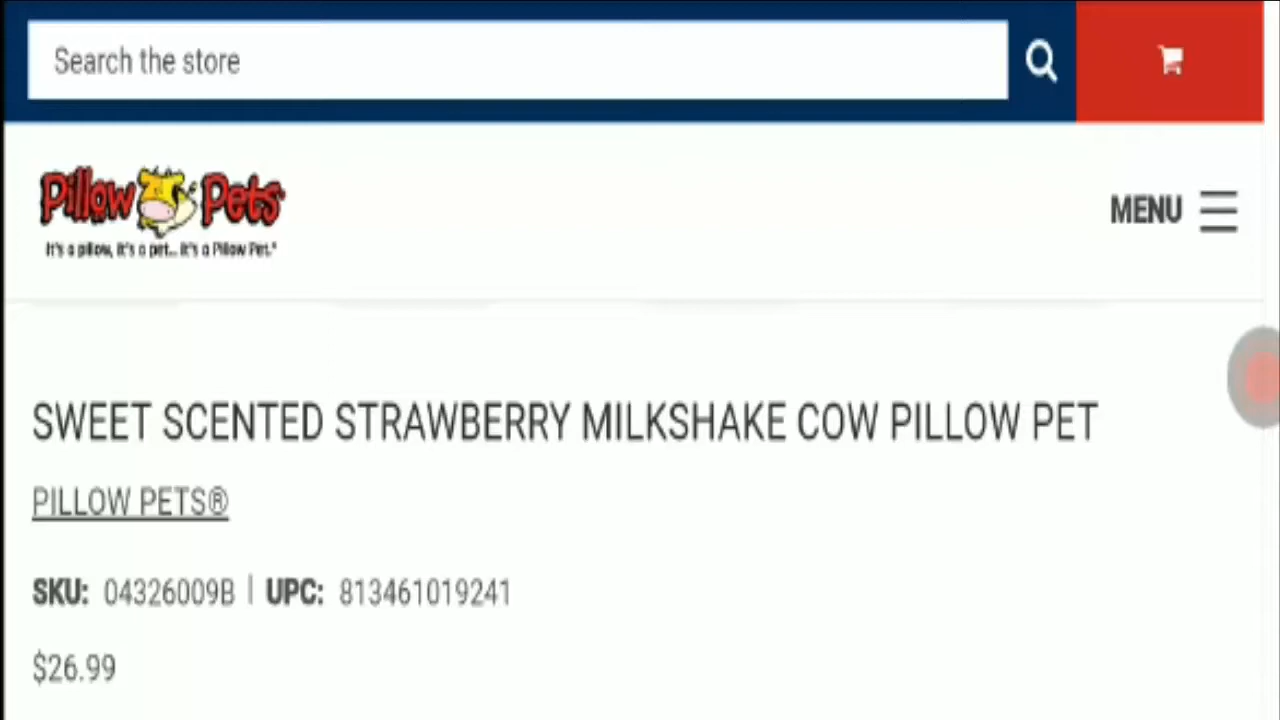 Search the store
Pillow Pets
It's a pillow, it's a pet... It's a Pillow Pet.®
MENU
SWEET SCENTED STRAWBERRY MILKSHAKE COW PILLOW PET
PILLOW PETS®
SKU: 04326009B | UPC: 813461019241
$26.99